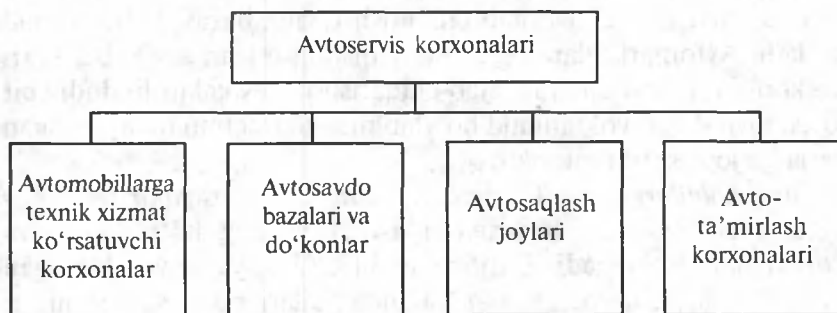 Avtoservis korxonalari
Avtomobillarga
texnik xizmat
ko‘rsatuvchi
korxonalar
Avtosavdo
bazalari va
do‘konlar
Avtosaqlash
joylari
Avto-
ta’mirlash
korxonalari